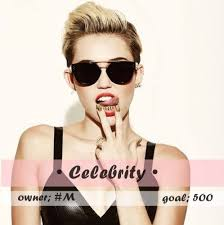 • Celebrity •
owner; #M goal; 500